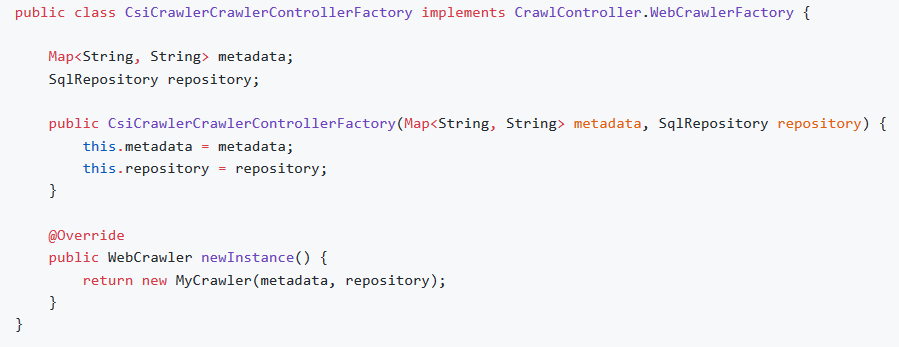 public class CsiCrawlerCrawlerControllerFactory implements CrawlController.WebCrawlerFactory {
Map<String, String> metadata;
SqlRepository repository;
public CsiCrawlerCrawlerControllerFactory(Map<String, String> metadata, SqlRepository repository) {
this.metadata = metadata;
this.repository = repository;
}
@Override
public WebCrawler newInstance() {
return new MyCrawler(metadata, repository);
}
}